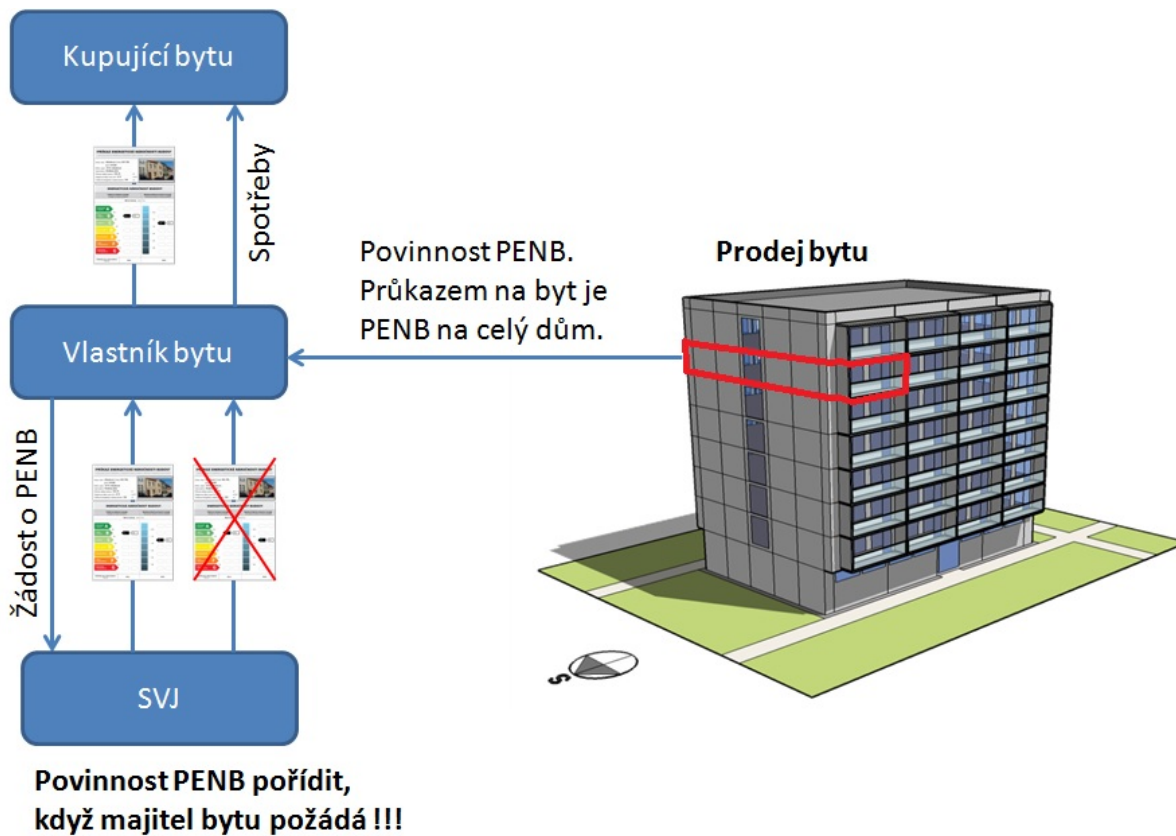 Kupující bytu
Spotřeby
Povinnost PENB.
Průkazem na byt je
PENB na celý dům.
Prodej bytu
Vlastník bytu
Žádost o PENB
SVJ
S
Povinnost PENB pořídit,
když majitel bytu požádá !!!